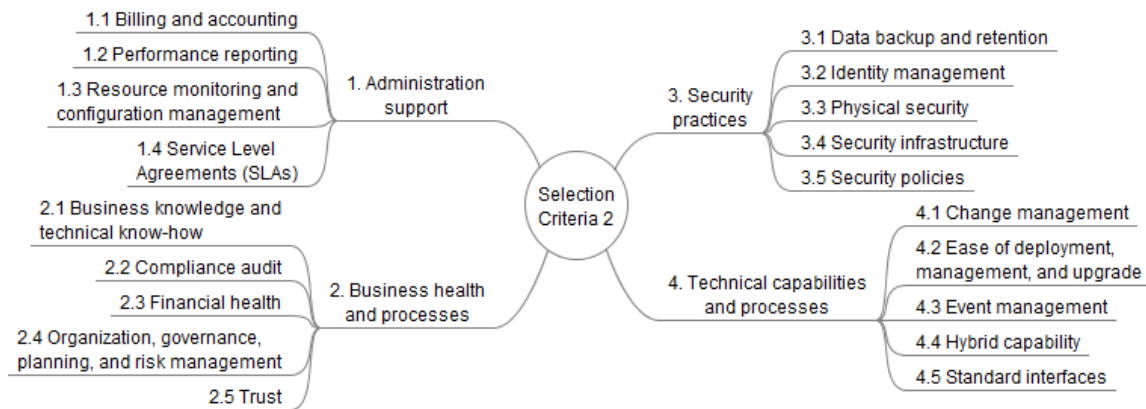 1.1 Billing and accounting
1.2 Performance reporting
1.3 Resource monitoring and
configuration management
1.4 Service Level
Agreements (SLAs)
1. Administration
support
2.1 Business knowledge and
technical know-how
2.2 Compliance audit
2.3 Financial health
2.4 Organization, governance,
planning, and risk management
2.5 Trust
2. Business health
and processes
Selection
Criteria 2
3. Security
practices
3.1 Data backup and retention
3.2 Identity management
3.3 Physical security
3.4 Security infrastructure
3.5 Security policies
4. Technical capabilities
and processes
4.1 Change management
4.2 Ease of deployment,
management, and upgrade
4.3 Event management
4.4 Hybrid capability
4.5 Standard interfaces